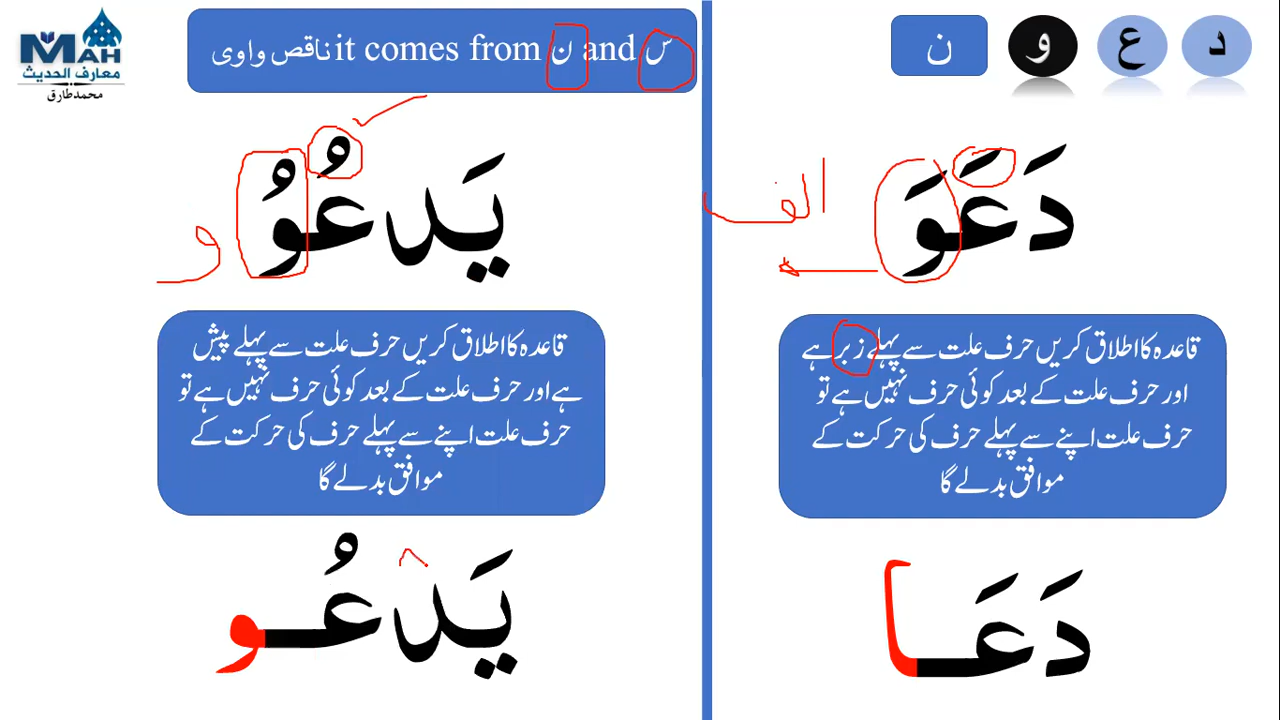 MAH
معارف الحدیث
محمد طارق
ناقص واوی it comes from ن and س
د ع و ن
دَعَوَ
الف
قاعدہ کا اطلاق کریں حرف علت سے پہلے زبر ہے
اور حرف علت کے بعد کوئی حرف نہیں ہے تو
حرف علت اپنے سے پہلے حرف کی حرکت کے
موافق بدلے گا
دَعَا
یَدعُوُ
و
قاعدہ کا اطلاق کریں حرف علت سے پہلے پیش
ہے اور حرف علت کے بعد کوئی حرف نہیں ہے تو
حرف علت اپنے سے پہلے حرف کی حرکت کے
موافق بدلے گا
یَدعُو